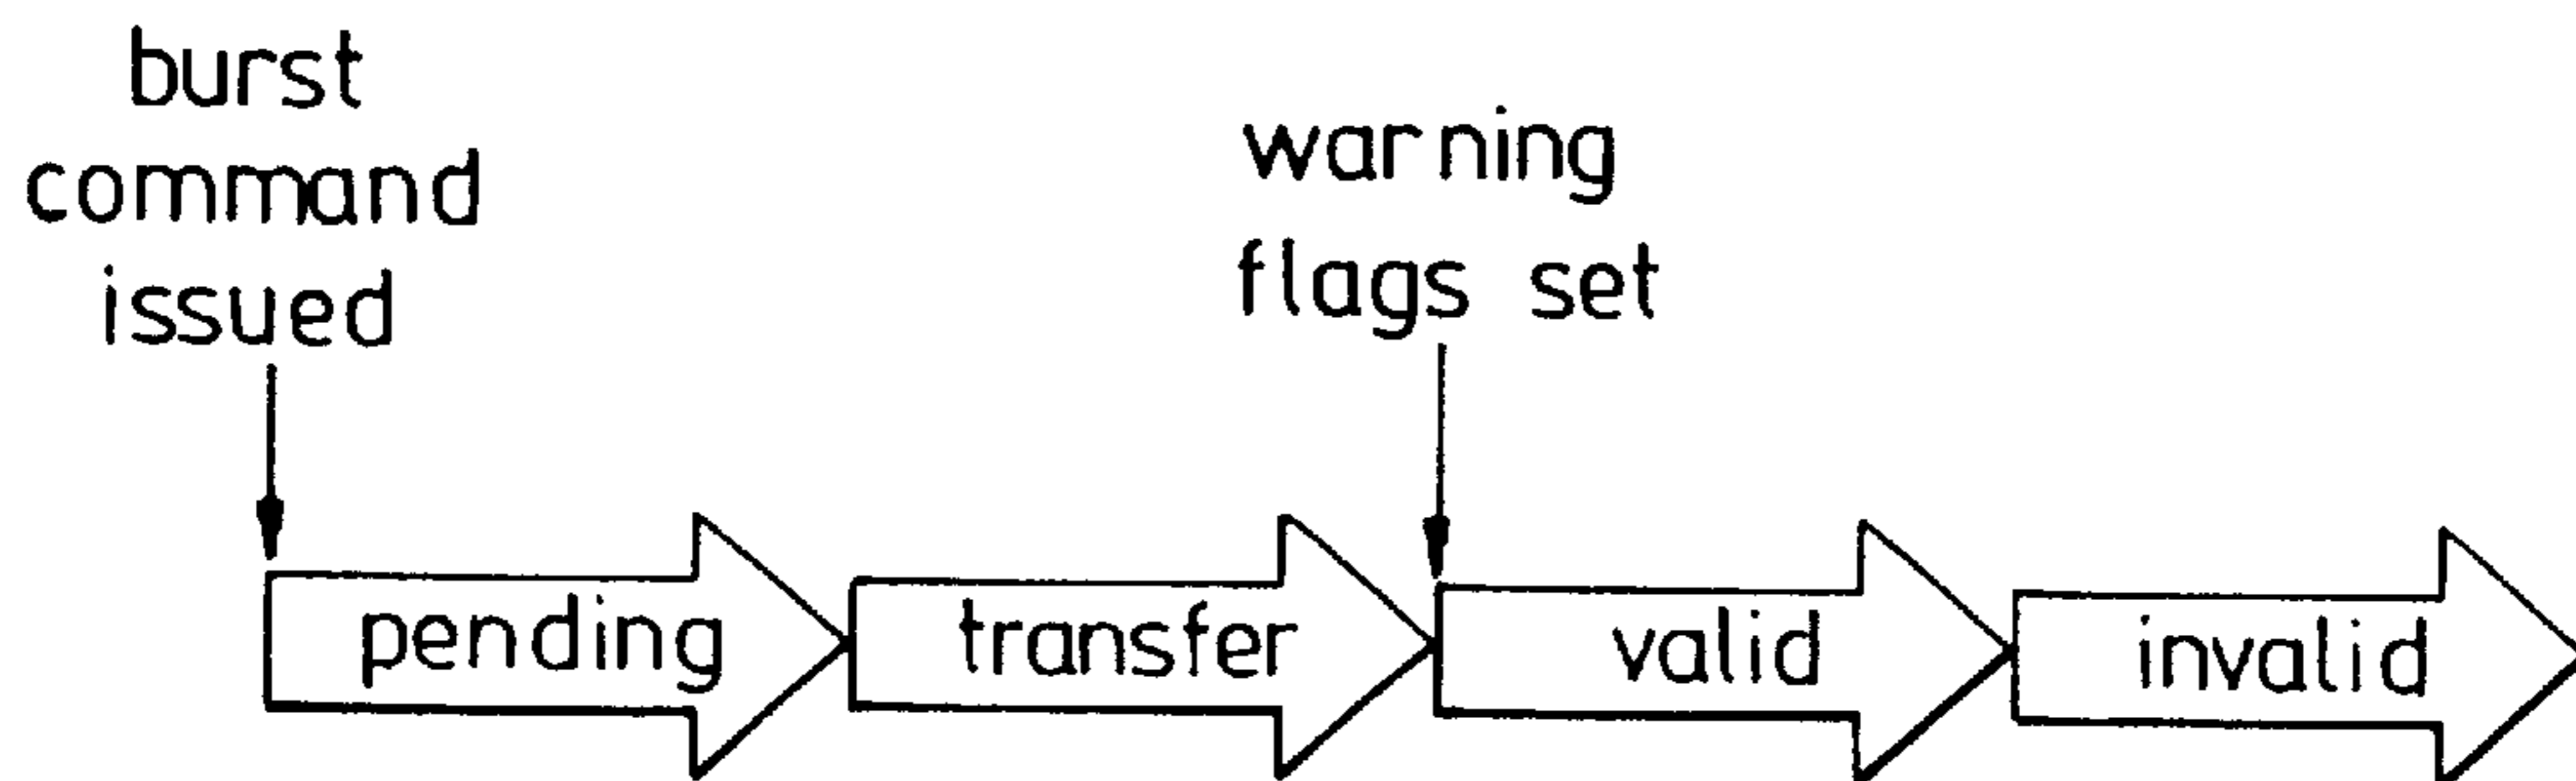 burst
command
issued
warning
flags set
pending
transfer
valid
invalid